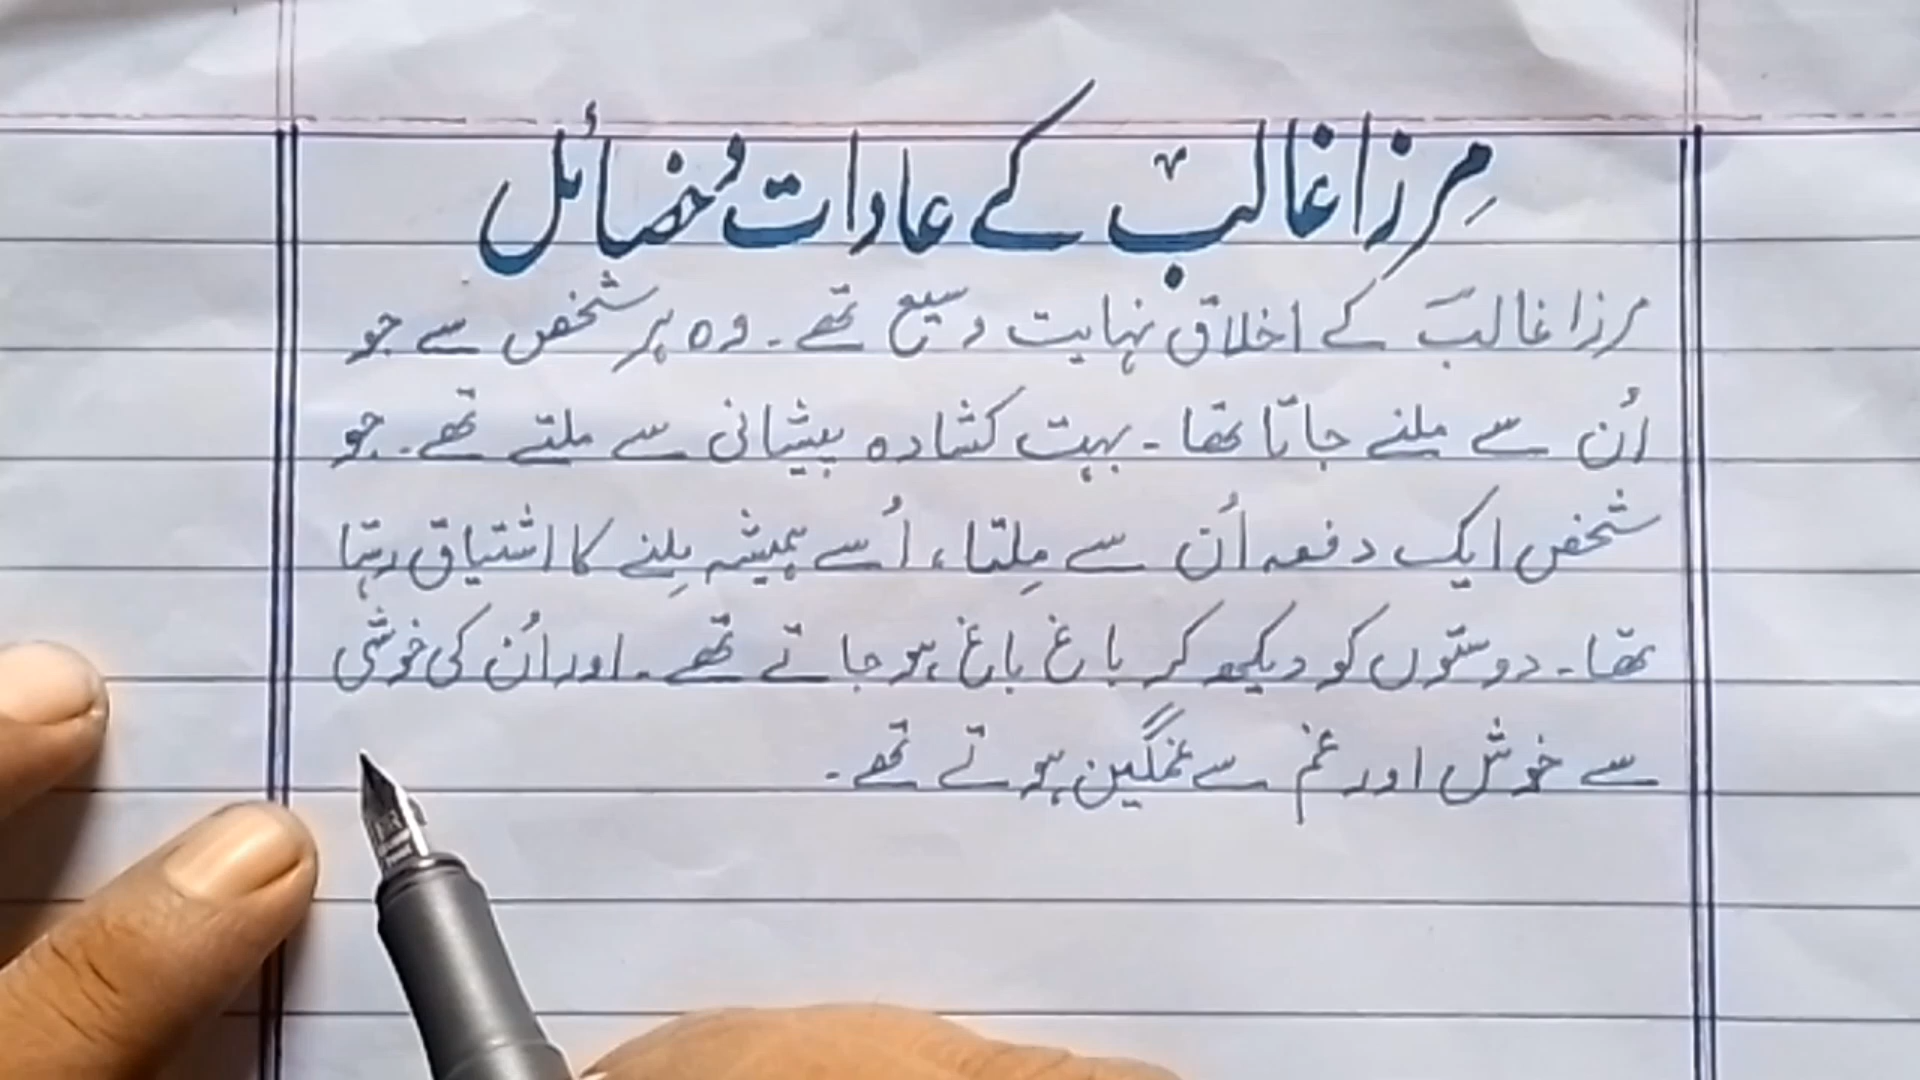 مِرزا غالبؔ کے عادات و خصائل
مرزا غالبؔ کے اخلاق نہایت وسیع تھے۔ وہ ہر شخص سے جو
اُن سے ملنے جاتا تھا۔ بہت کشادہ پیشانی سے ملتے تھے۔ جو
شخص ایک دفعہ اُن سے مِلتا، اُسے ہمیشہ مِلنے کا اشتیاق رہتا
تھا۔ دوستوں کو دیکھ کر باغ باغ ہو جاتے تھے۔ اور اُن کی خوشی
سے خوش اور غم سے غمگین ہوتے تھے۔